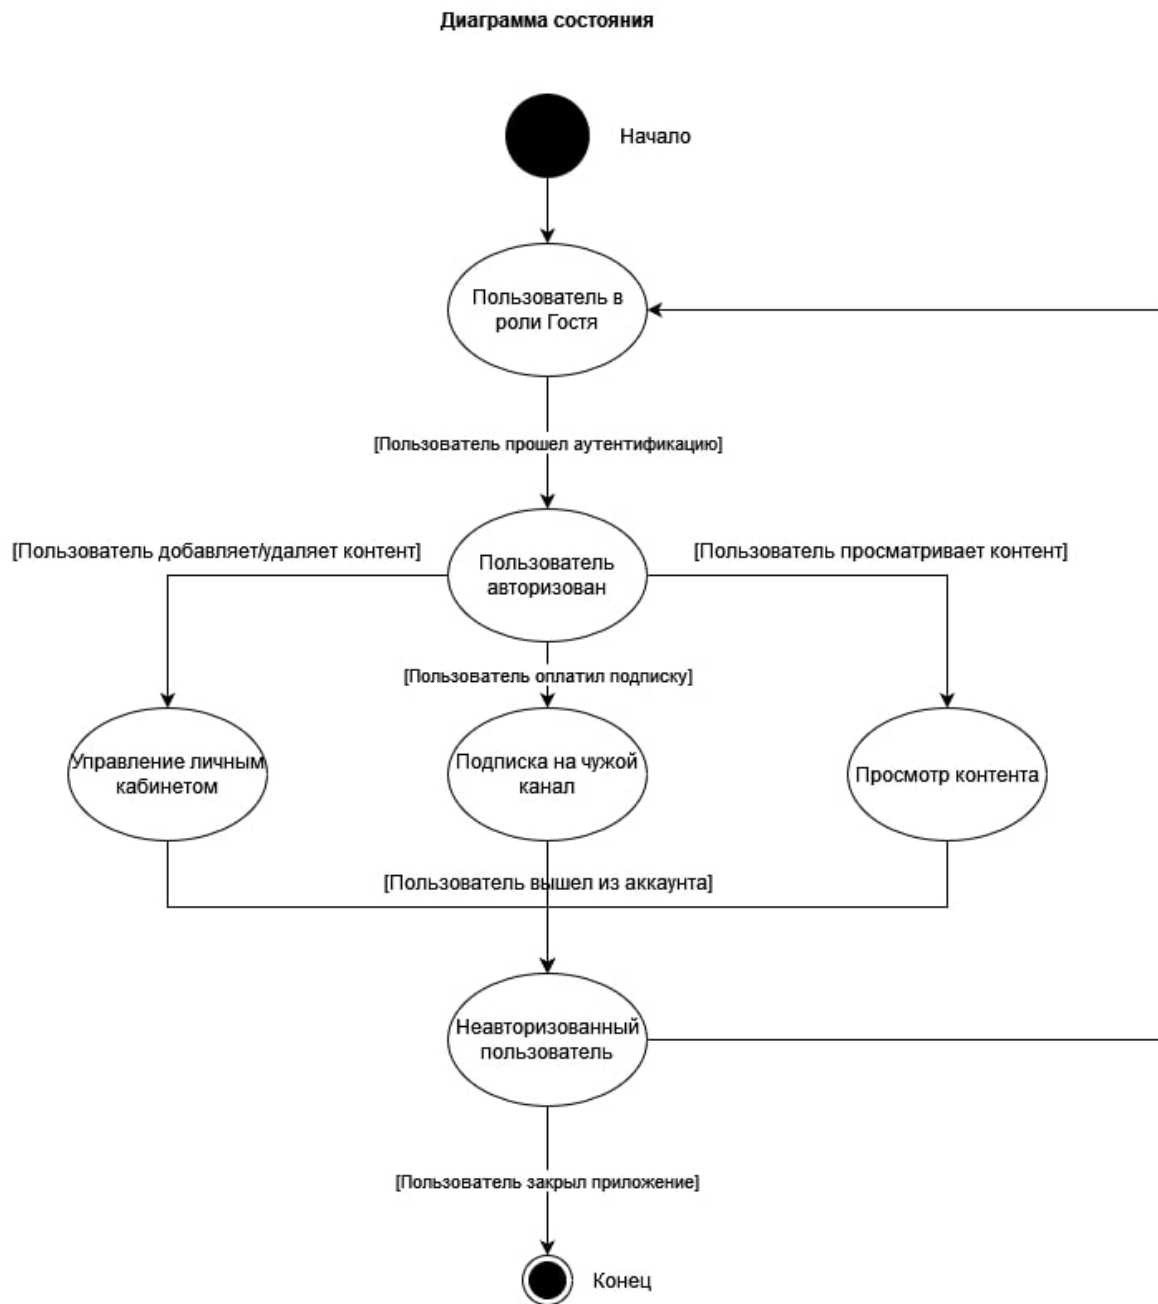 Диаграмма состояния
Начало
Пользователь в
роли Гостя
[Пользователь прошел аутентификацию]
[Пользователь добавляет/удаляет контент]
Пользователь
авторизован
[Пользователь просматривает контент]
[Пользователь оплатил подписку]
Управление личным
кабинетом
Подписка на чужой
канал
Просмотр контента
[Пользователь вышел из аккаунта]
Неавторизованный
пользователь
[Пользователь закрыл приложение]
Конец